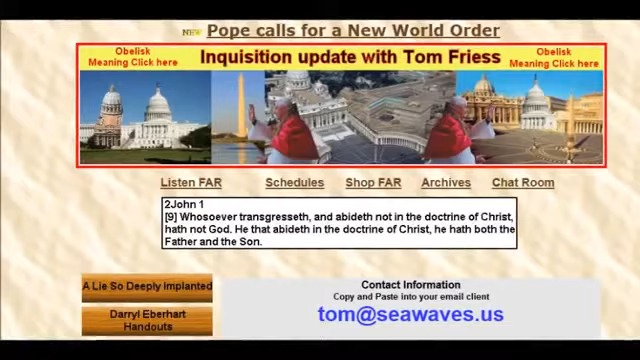 NEW Pope calls for a New World Order
Obelisk
Meaning Click here
Inquisition update with Tom Friess
Obelisk
Meaning Click here
Listen FAR
Schedules
Shop FAR
Archives
Chat Room
2John 1
[9] Whosoever transgresseth, and abideth not in the doctrine of Christ,
hath not God. He that abideth in the doctrine of Christ, he hath both the
Father and the Son.
A Lie So Deeply Implanted
Darryl Eberhart
Handouts
Contact Information
Copy and Paste into your email client
tom@seawaves.us